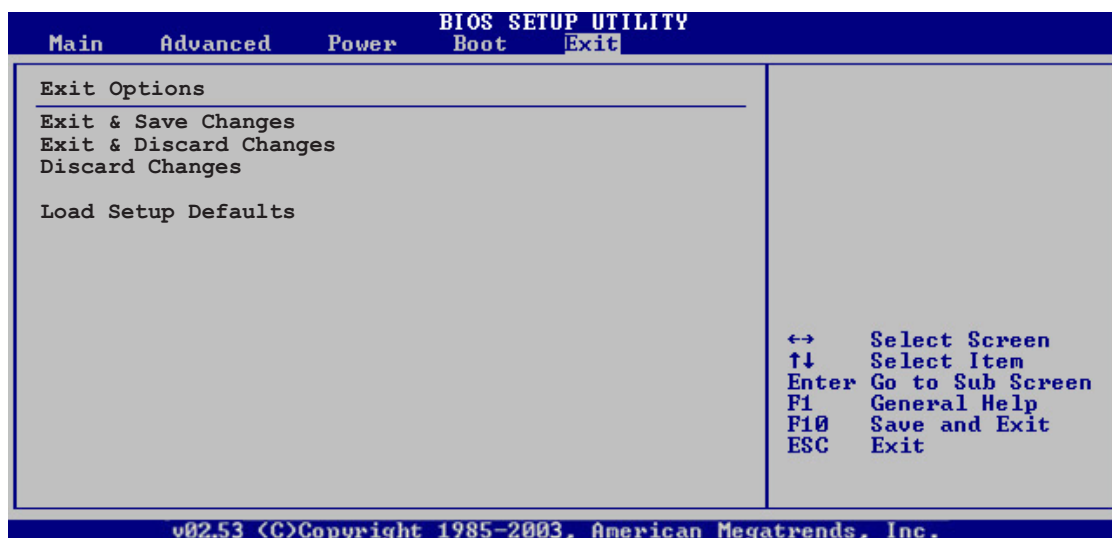 BIOS SETUP UTILITY
Main Advanced Power Boot Exit
Exit Options
Exit & Save Changes
Exit & Discard Changes
Discard Changes
Load Setup Defaults
←→ Select Screen
↑↓ Select Item
Enter Go to Sub Screen
F1 General Help
F10 Save and Exit
ESC Exit
v02.53 (C)Copyright 1985-2003, American Megatrends, Inc.